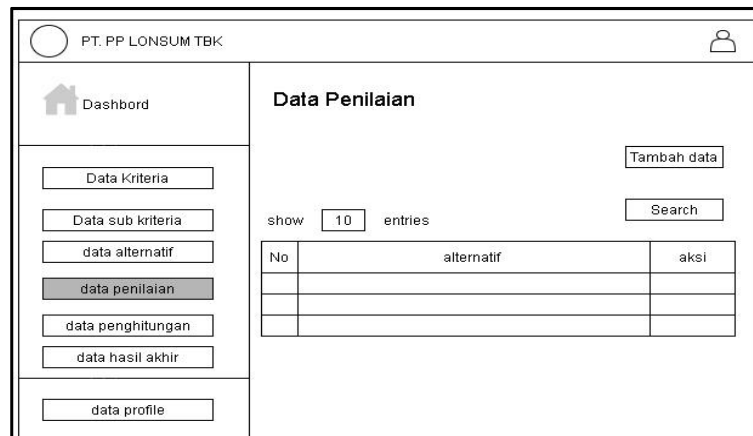 PT. PP LONSUM TBK
Dashbord
Data Kriteria
Data sub kriteria
data alternatif
data penilaian
data penghitungan
data hasil akhir
data profile
Data Penilaian
Tambah data
Search
show 10 entries
No alternatif aksi